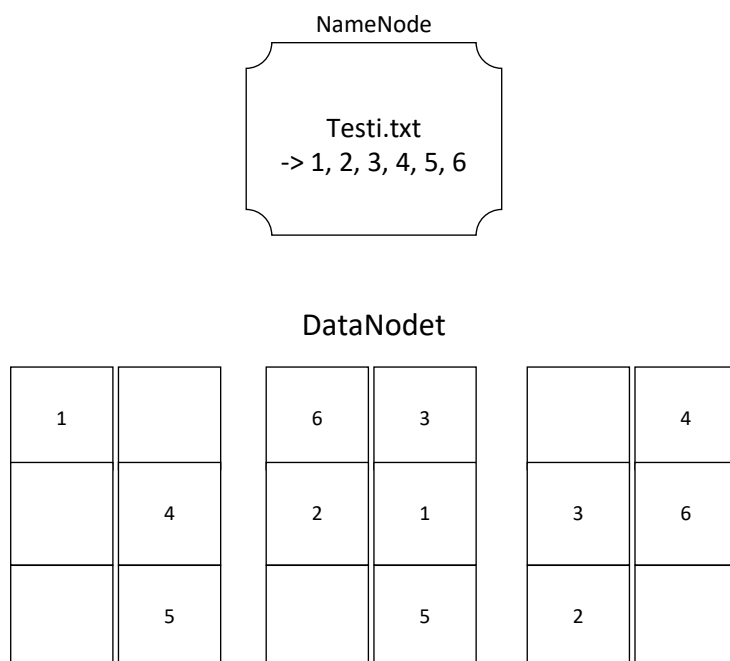 NameNode
Testi.txt
-> 1, 2, 3, 4, 5, 6
DataNodet
1 6 3 4
4 2 1 3 6
5 5 2